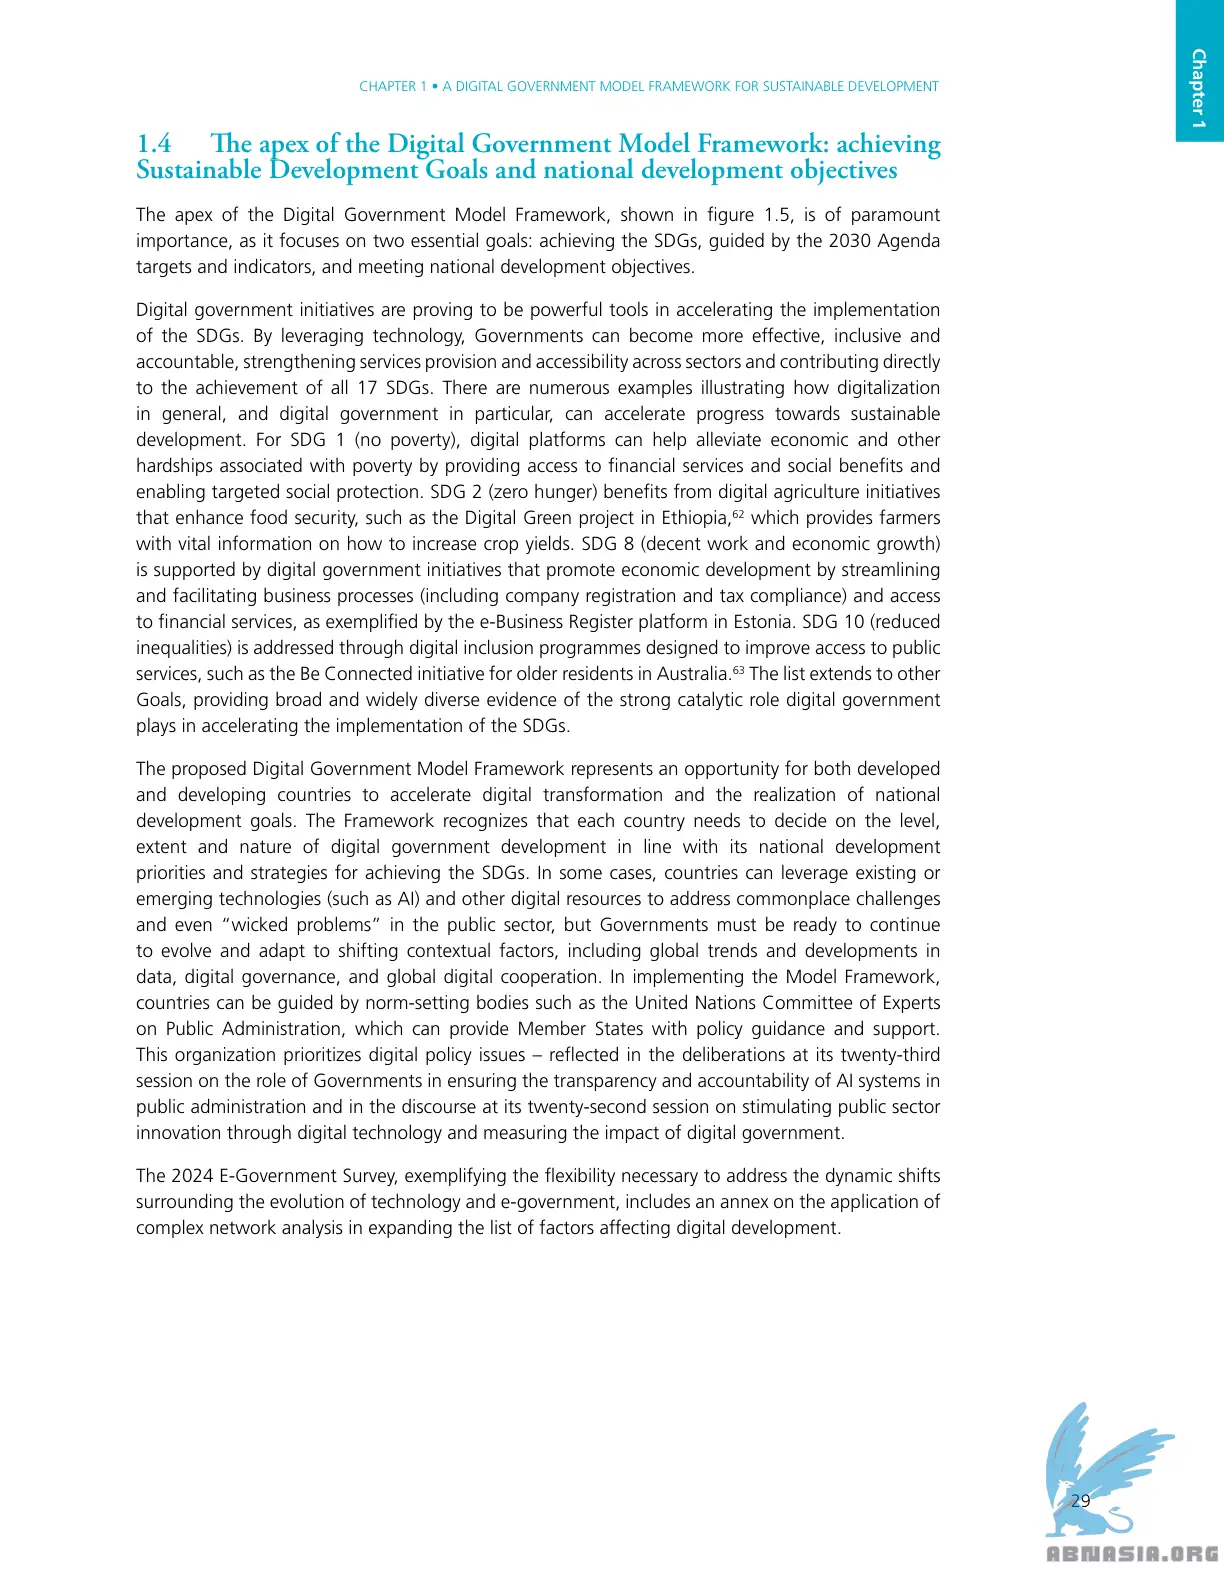 CHAPTER 1 • A DIGITAL GOVERNMENT MODEL FRAMEWORK FOR SUSTAINABLE DEVELOPMENT
Chapter 1
1.4 The apex of the Digital Government Model Framework: achieving
Sustainable Development Goals and national development objectives
The apex of the Digital Government Model Framework, shown in figure 1.5, is of paramount
importance, as it focuses on two essential goals: achieving the SDGs, guided by the 2030 Agenda
targets and indicators, and meeting national development objectives.
Digital government initiatives are proving to be powerful tools in accelerating the implementation
of the SDGs. By leveraging technology, Governments can become more effective, inclusive and
accountable, strengthening services provision and accessibility across sectors and contributing directly
to the achievement of all 17 SDGs. There are numerous examples illustrating how digitalization
in general, and digital government in particular, can accelerate progress towards sustainable
development. For SDG 1 (no poverty), digital platforms can help alleviate economic and other
hardships associated with poverty by providing access to financial services and social benefits and
enabling targeted social protection. SDG 2 (zero hunger) benefits from digital agriculture initiatives
that enhance food security, such as the Digital Green project in Ethiopia,62 which provides farmers
with vital information on how to increase crop yields. SDG 8 (decent work and economic growth)
is supported by digital government initiatives that promote economic development by streamlining
and facilitating business processes (including company registration and tax compliance) and access
to financial services, as exemplified by the e-Business Register platform in Estonia. SDG 10 (reduced
inequalities) is addressed through digital inclusion programmes designed to improve access to public
services, such as the Be Connected initiative for older residents in Australia.63 The list extends to other
Goals, providing broad and widely diverse evidence of the strong catalytic role digital government
plays in accelerating the implementation of the SDGs.
The proposed Digital Government Model Framework represents an opportunity for both developed
and developing countries to accelerate digital transformation and the realization of national
development goals. The Framework recognizes that each country needs to decide on the level,
extent and nature of digital government development in line with its national development
priorities and strategies for achieving the SDGs. In some cases, countries can leverage existing or
emerging technologies (such as AI) and other digital resources to address commonplace challenges
and even “wicked problems” in the public sector, but Governments must be ready to continue
to evolve and adapt to shifting contextual factors, including global trends and developments in
data, digital governance, and global digital cooperation. In implementing the Model Framework,
countries can be guided by norm-setting bodies such as the United Nations Committee of Experts
on Public Administration, which can provide Member States with policy guidance and support.
This organization prioritizes digital policy issues – reflected in the deliberations at its twenty-third
session on the role of Governments in ensuring the transparency and accountability of AI systems in
public administration and in the discourse at its twenty-second session on stimulating public sector
innovation through digital technology and measuring the impact of digital government.
The 2024 E-Government Survey, exemplifying the flexibility necessary to address the dynamic shifts
surrounding the evolution of technology and e-government, includes an annex on the application of
complex network analysis in expanding the list of factors affecting digital development.
29
ABNASIA.ORG